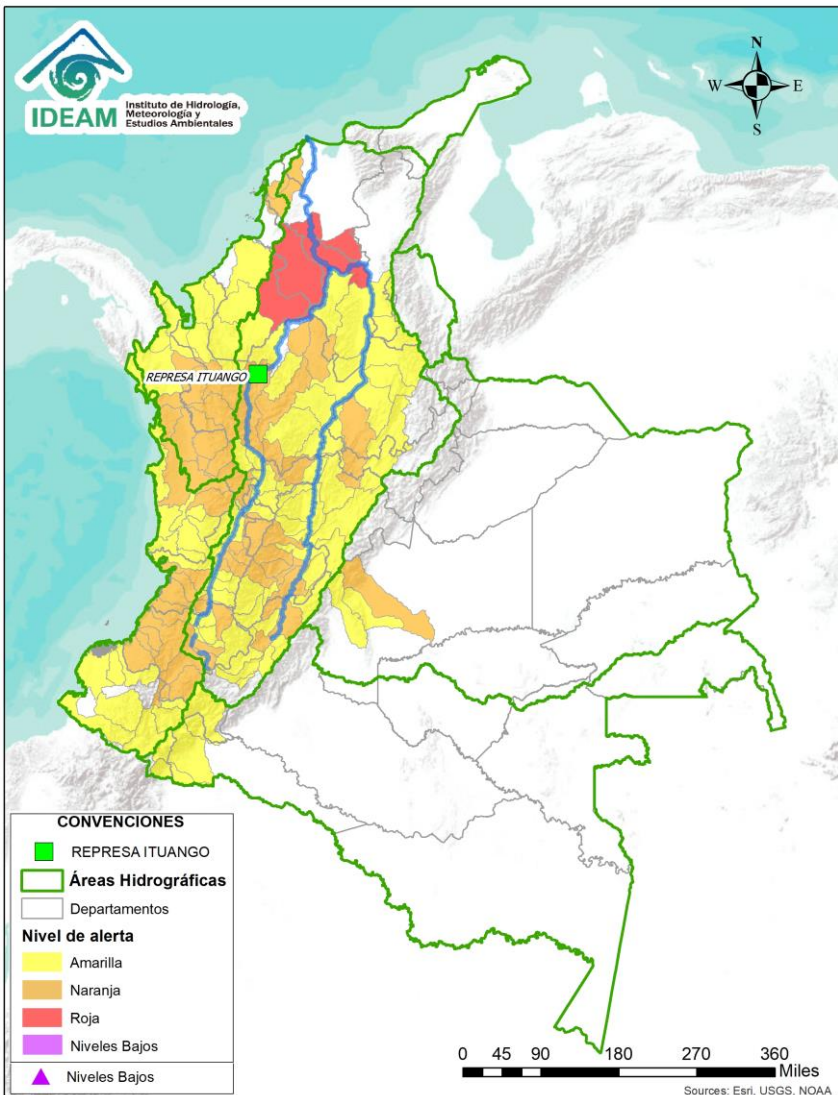 IDEAM
Instituto de Hidrología,
Meteorología y
Estudios Ambientales
N
W
E
S
REPRESA ITUANGO
CONVENCIONES
REPRESA ITUANGO
Áreas Hidrográficas
Departamentos
Nivel de alerta
Amarilla
Naranja
Roja
Niveles Bajos
Niveles Bajos
0 45 90 180 270 360
Miles
Sources: Esri, USGS, NOAA